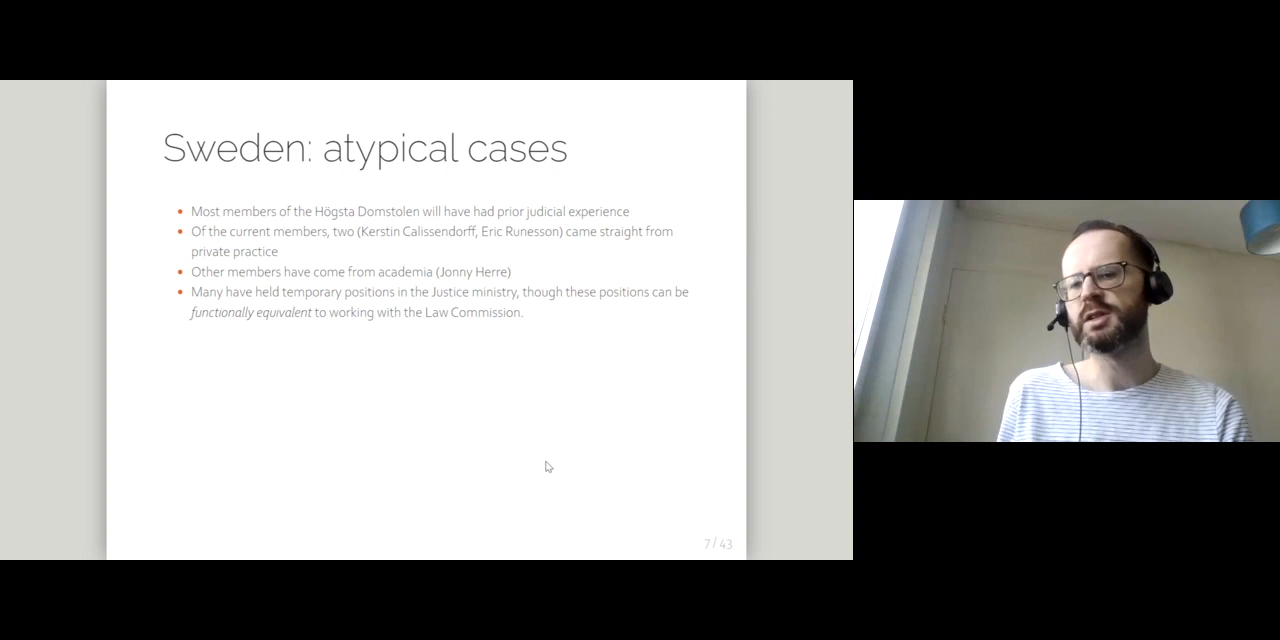 Sweden: atypical cases
• Most members of the Högsta Domstolen will have had prior judicial experience
• Of the current members, two (Kerstin Calissendorff, Eric Runesson) came straight from
private practice
• Other members have come from academia (Jonny Herre)
• Many have held temporary positions in the Justice ministry, though these positions can be
functionally equivalent to working with the Law Commission.
7 / 43